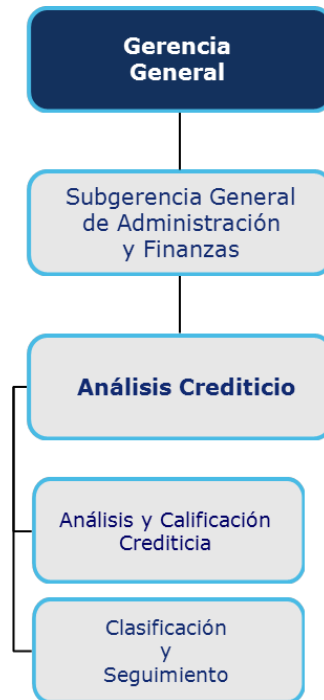 Gerencia
General
Subgerencia General
de Administración
y Finanzas
Análisis Crediticio
Análisis y Calificación
Crediticia
Clasificación
y
Seguimiento